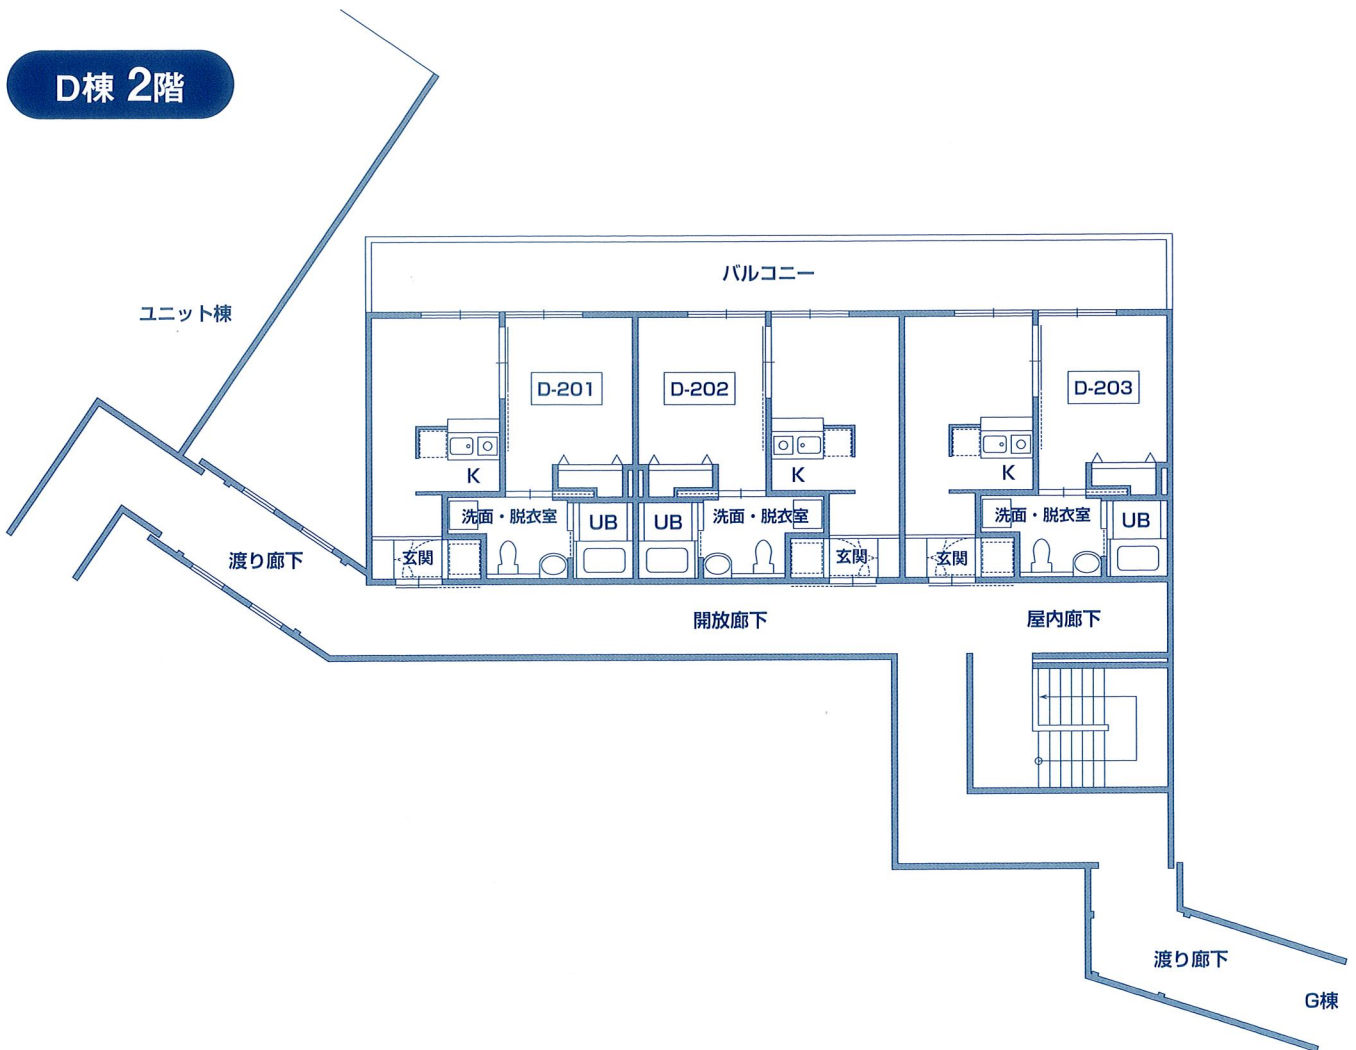 D棟 2階
バルコニー
ユニット棟
D-201
D-202
D-203
K
K
K
洗面・脱衣室
UB
UB
洗面・脱衣室
洗面・脱衣室
UB
玄関
玄関
玄関
渡り廊下
開放廊下
屋内廊下
渡り廊下
G棟